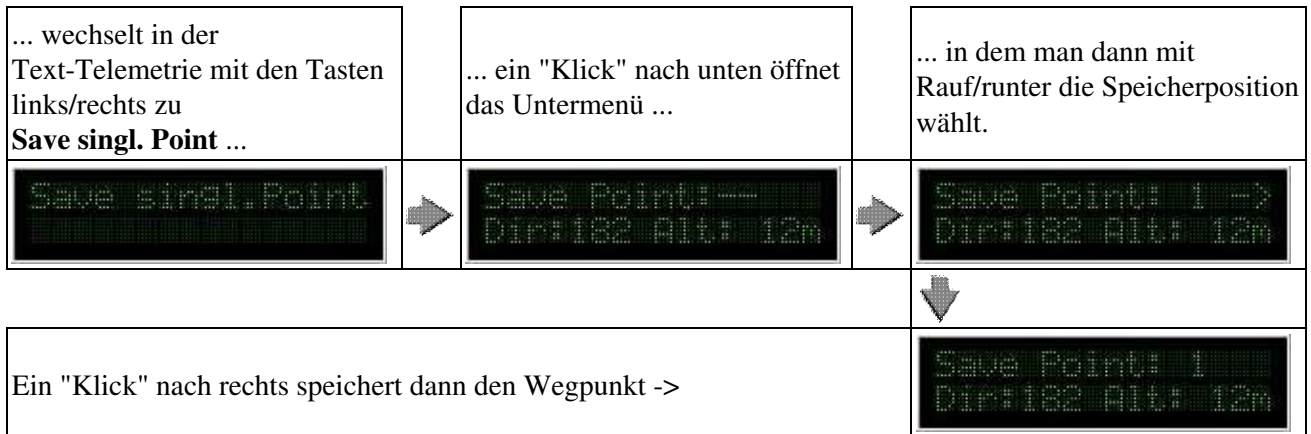 ... wechselt in der
Text-Telemetrie mit den Tasten
links/rechts zu
Save singl. Point ...
... ein "Klick" nach unten öffnet
das Untermenü ...
... in dem man dann mit
Rauf/runter die Speicherposition
wählt.
Save singl.Point
Save Point:--
Dir:182 Alt: 12m
Save Point: 1 ->
Dir:182 Alt: 12m
Ein "Klick" nach rechts speichert dann den Wegpunkt ->
Save Point: 1
Dir:182 Alt: 12m